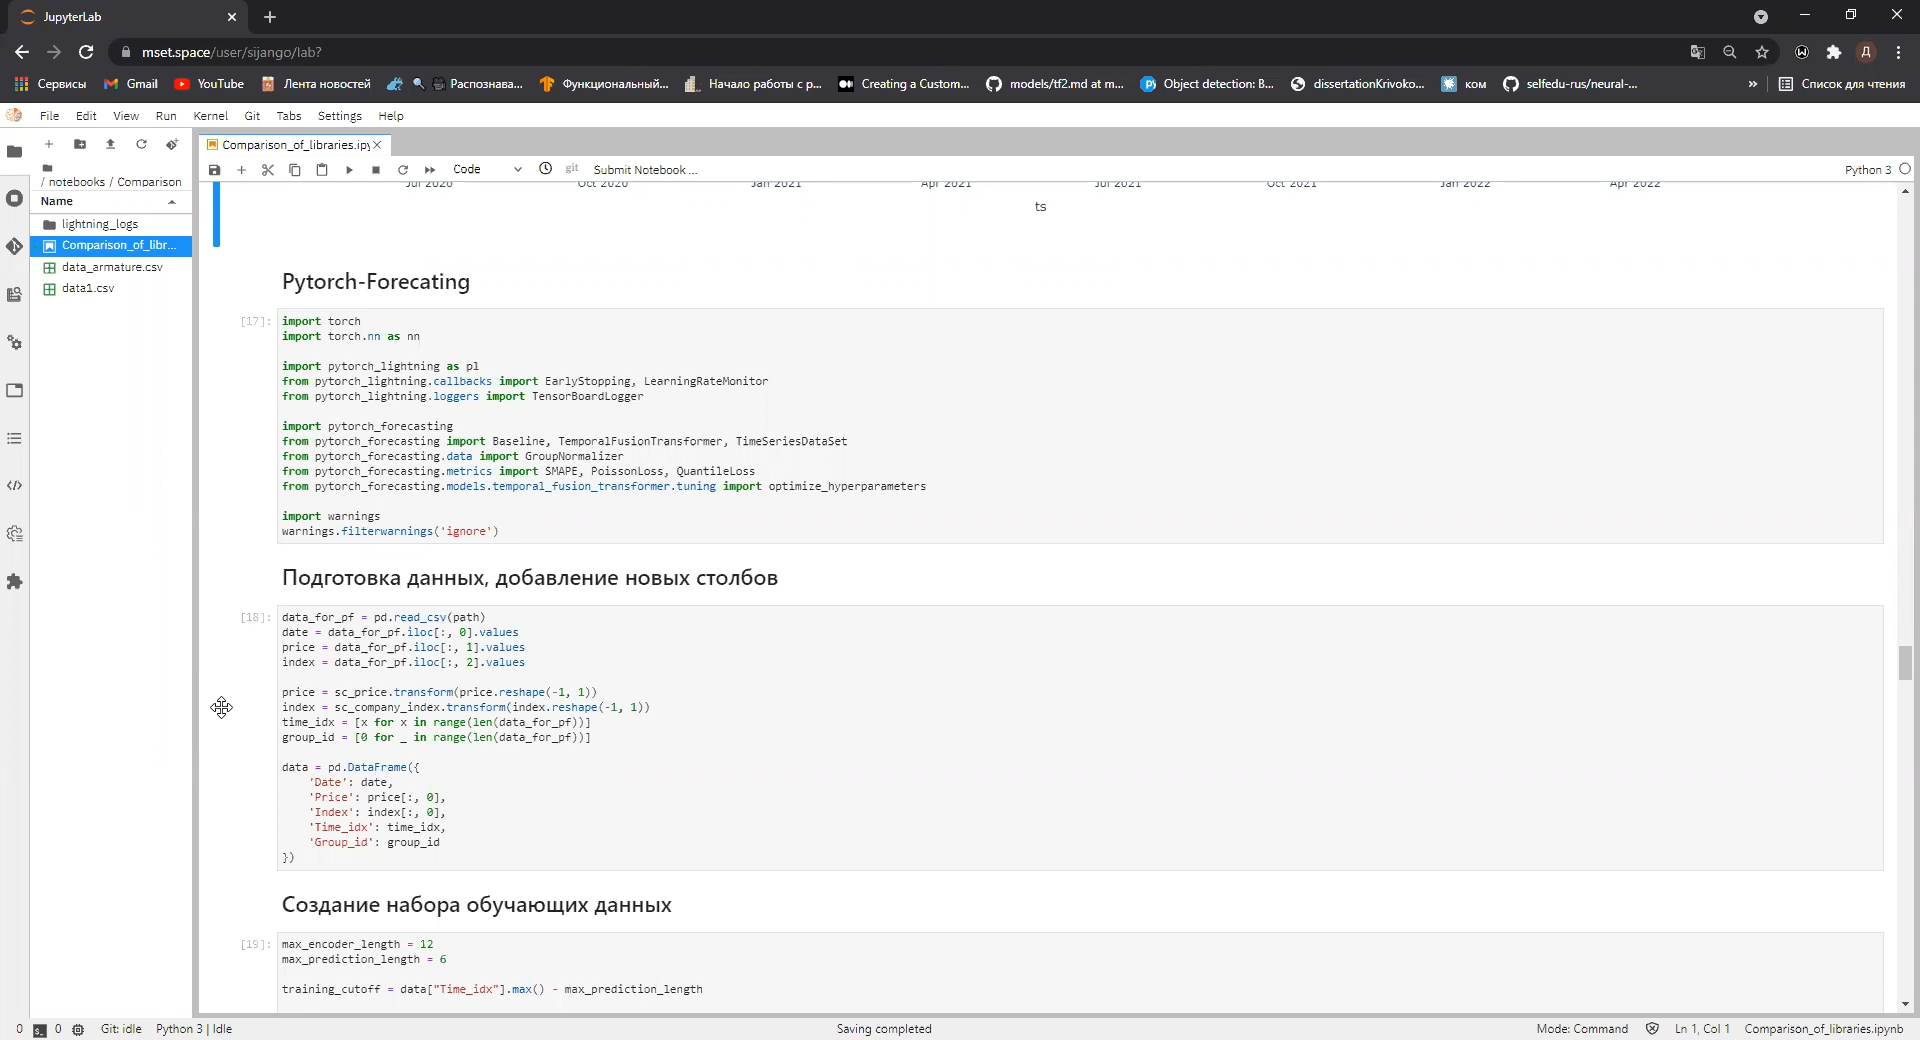 JupyterLab
mset.space/user/sijango/lab?
Сервисы Gmail YouTube Лента новостей Распознава... Функциональный... Начало работы с р... Creating a Custom... models/tf2.md at m... Object detection: B... dissertationKrivoko... ком selfedu-rus/neural-... » Список для чтения
File Edit View Run Kernel Git Tabs Settings Help
Comparison_of_libraries.ipy
Code git Submit Notebook ... Python 3
/ notebooks / Comparison
Name
lightning_logs
Comparison_of_libr...
data_armature.csv
data1.csv
Jul 2020 Oct 2020 Jan 2021 Apr 2021 Jul 2021 Oct 2021 Jan 2022 Apr 2022
ts
Pytorch-Forecating
[17]: import torch
import torch.nn as nn
import pytorch_lightning as pl
from pytorch_lightning.callbacks import EarlyStopping, LearningRateMonitor
from pytorch_lightning.loggers import TensorBoardLogger
import pytorch_forecasting
from pytorch_forecasting import Baseline, TemporalFusionTransformer, TimeSeriesDataSet
from pytorch_forecasting.data import GroupNormalizer
from pytorch_forecasting.metrics import SMAPE, PoissonLoss, QuantileLoss
from pytorch_forecasting.models.temporal_fusion_transformer.tuning import optimize_hyperparameters
import warnings
warnings.filterwarnings('ignore')
Подготовка данных, добавление новых столбов
[18]: data_for_pf = pd.read_csv(path)
date = data_for_pf.iloc[:, 0].values
price = data_for_pf.iloc[:, 1].values
index = data_for_pf.iloc[:, 2].values
price = sc_price.transform(price.reshape(-1, 1))
index = sc_company_index.transform(index.reshape(-1, 1))
time_idx = [x for x in range(len(data_for_pf))]
group_id = [0 for _ in range(len(data_for_pf))]
data = pd.DataFrame({
'Date': date,
'Price': price[:, 0],
'Index': index[:, 0],
'Time_idx': time_idx,
'Group_id': group_id
})
Создание набора обучающих данных
[19]: max_encoder_length = 12
max_prediction_length = 6
training_cutoff = data["Time_idx"].max() - max_prediction_length
0 0 Git: idle Python 3 | Idle Saving completed Mode: Command Ln 1, Col 1 Comparison_of_libraries.ipynb